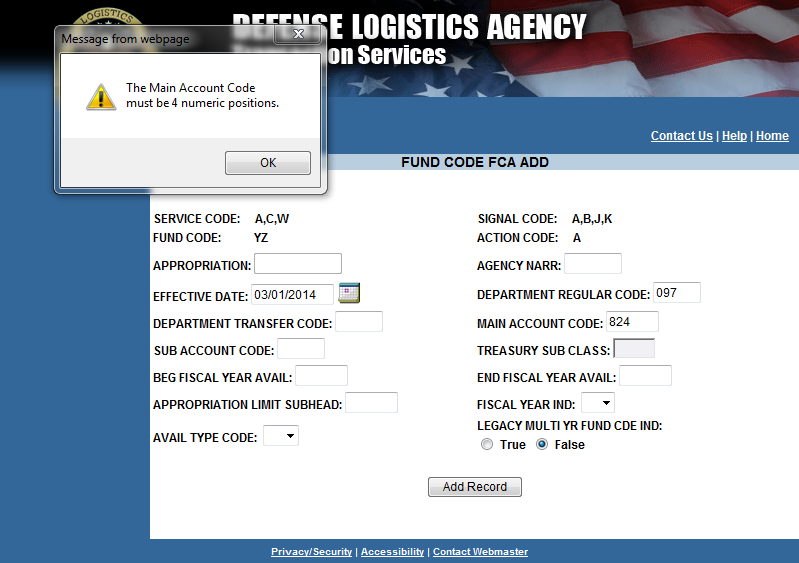 LOGISTICS
DEFENSE LOGISTICS AGENCY
on Services
Message from webpage
The Main Account Code
must be 4 numeric positions.
OK
Contact Us | Help | Home
FUND CODE FCA ADD
SERVICE CODE: A,C,W
SIGNAL CODE: A,B,J,K
FUND CODE: YZ
ACTION CODE: A
APPROPRIATION:
AGENCY NARR:
EFFECTIVE DATE: 03/01/2014
DEPARTMENT REGULAR CODE: 097
DEPARTMENT TRANSFER CODE:
MAIN ACCOUNT CODE: 824
SUB ACCOUNT CODE:
TREASURY SUB CLASS:
BEG FISCAL YEAR AVAIL:
END FISCAL YEAR AVAIL:
APPROPRIATION LIMIT SUBHEAD:
FISCAL YEAR IND:
LEGACY MULTI YR FUND CDE IND:
AVAIL TYPE CODE:
True False
Add Record
Privacy/Security | Accessibility | Contact Webmaster